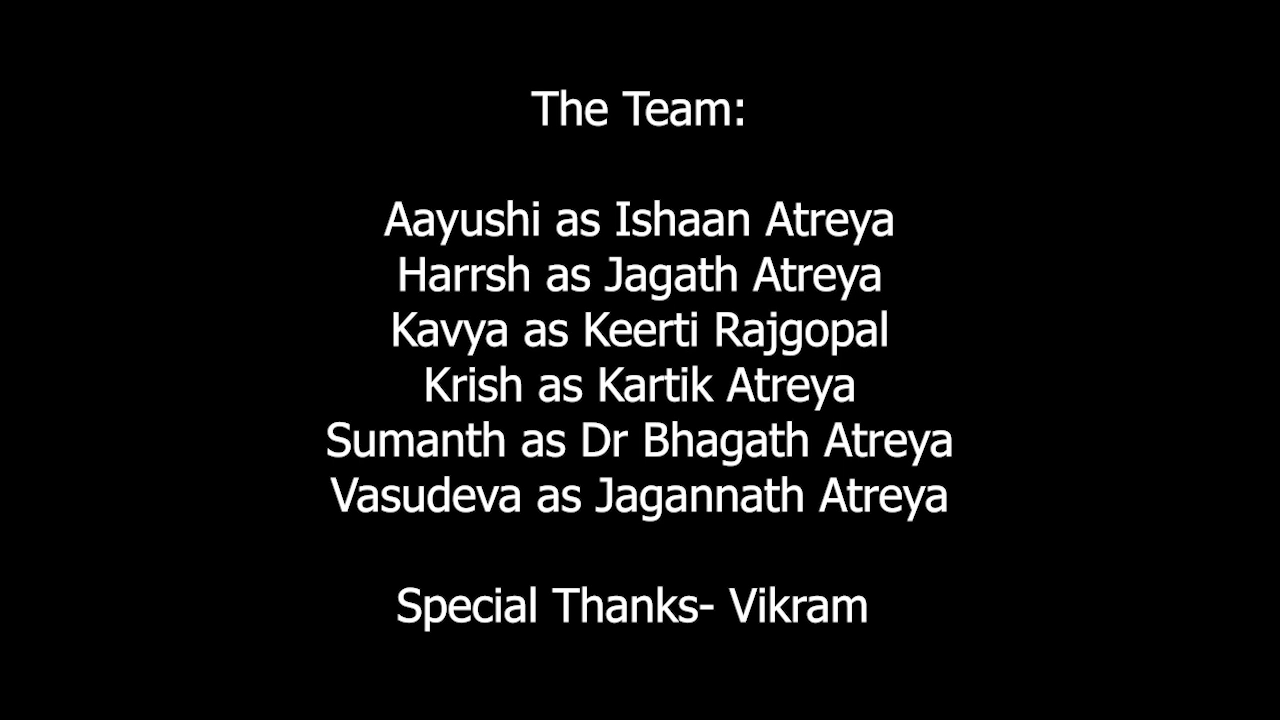 The Team:
Aayushi as Ishaan Atreya
Harrsh as Jagath Atreya
Kavya as Keerti Rajgopal
Krish as Kartik Atreya
Sumanth as Dr Bhagath Atreya
Vasudeva as Jagannath Atreya
Special Thanks- Vikram